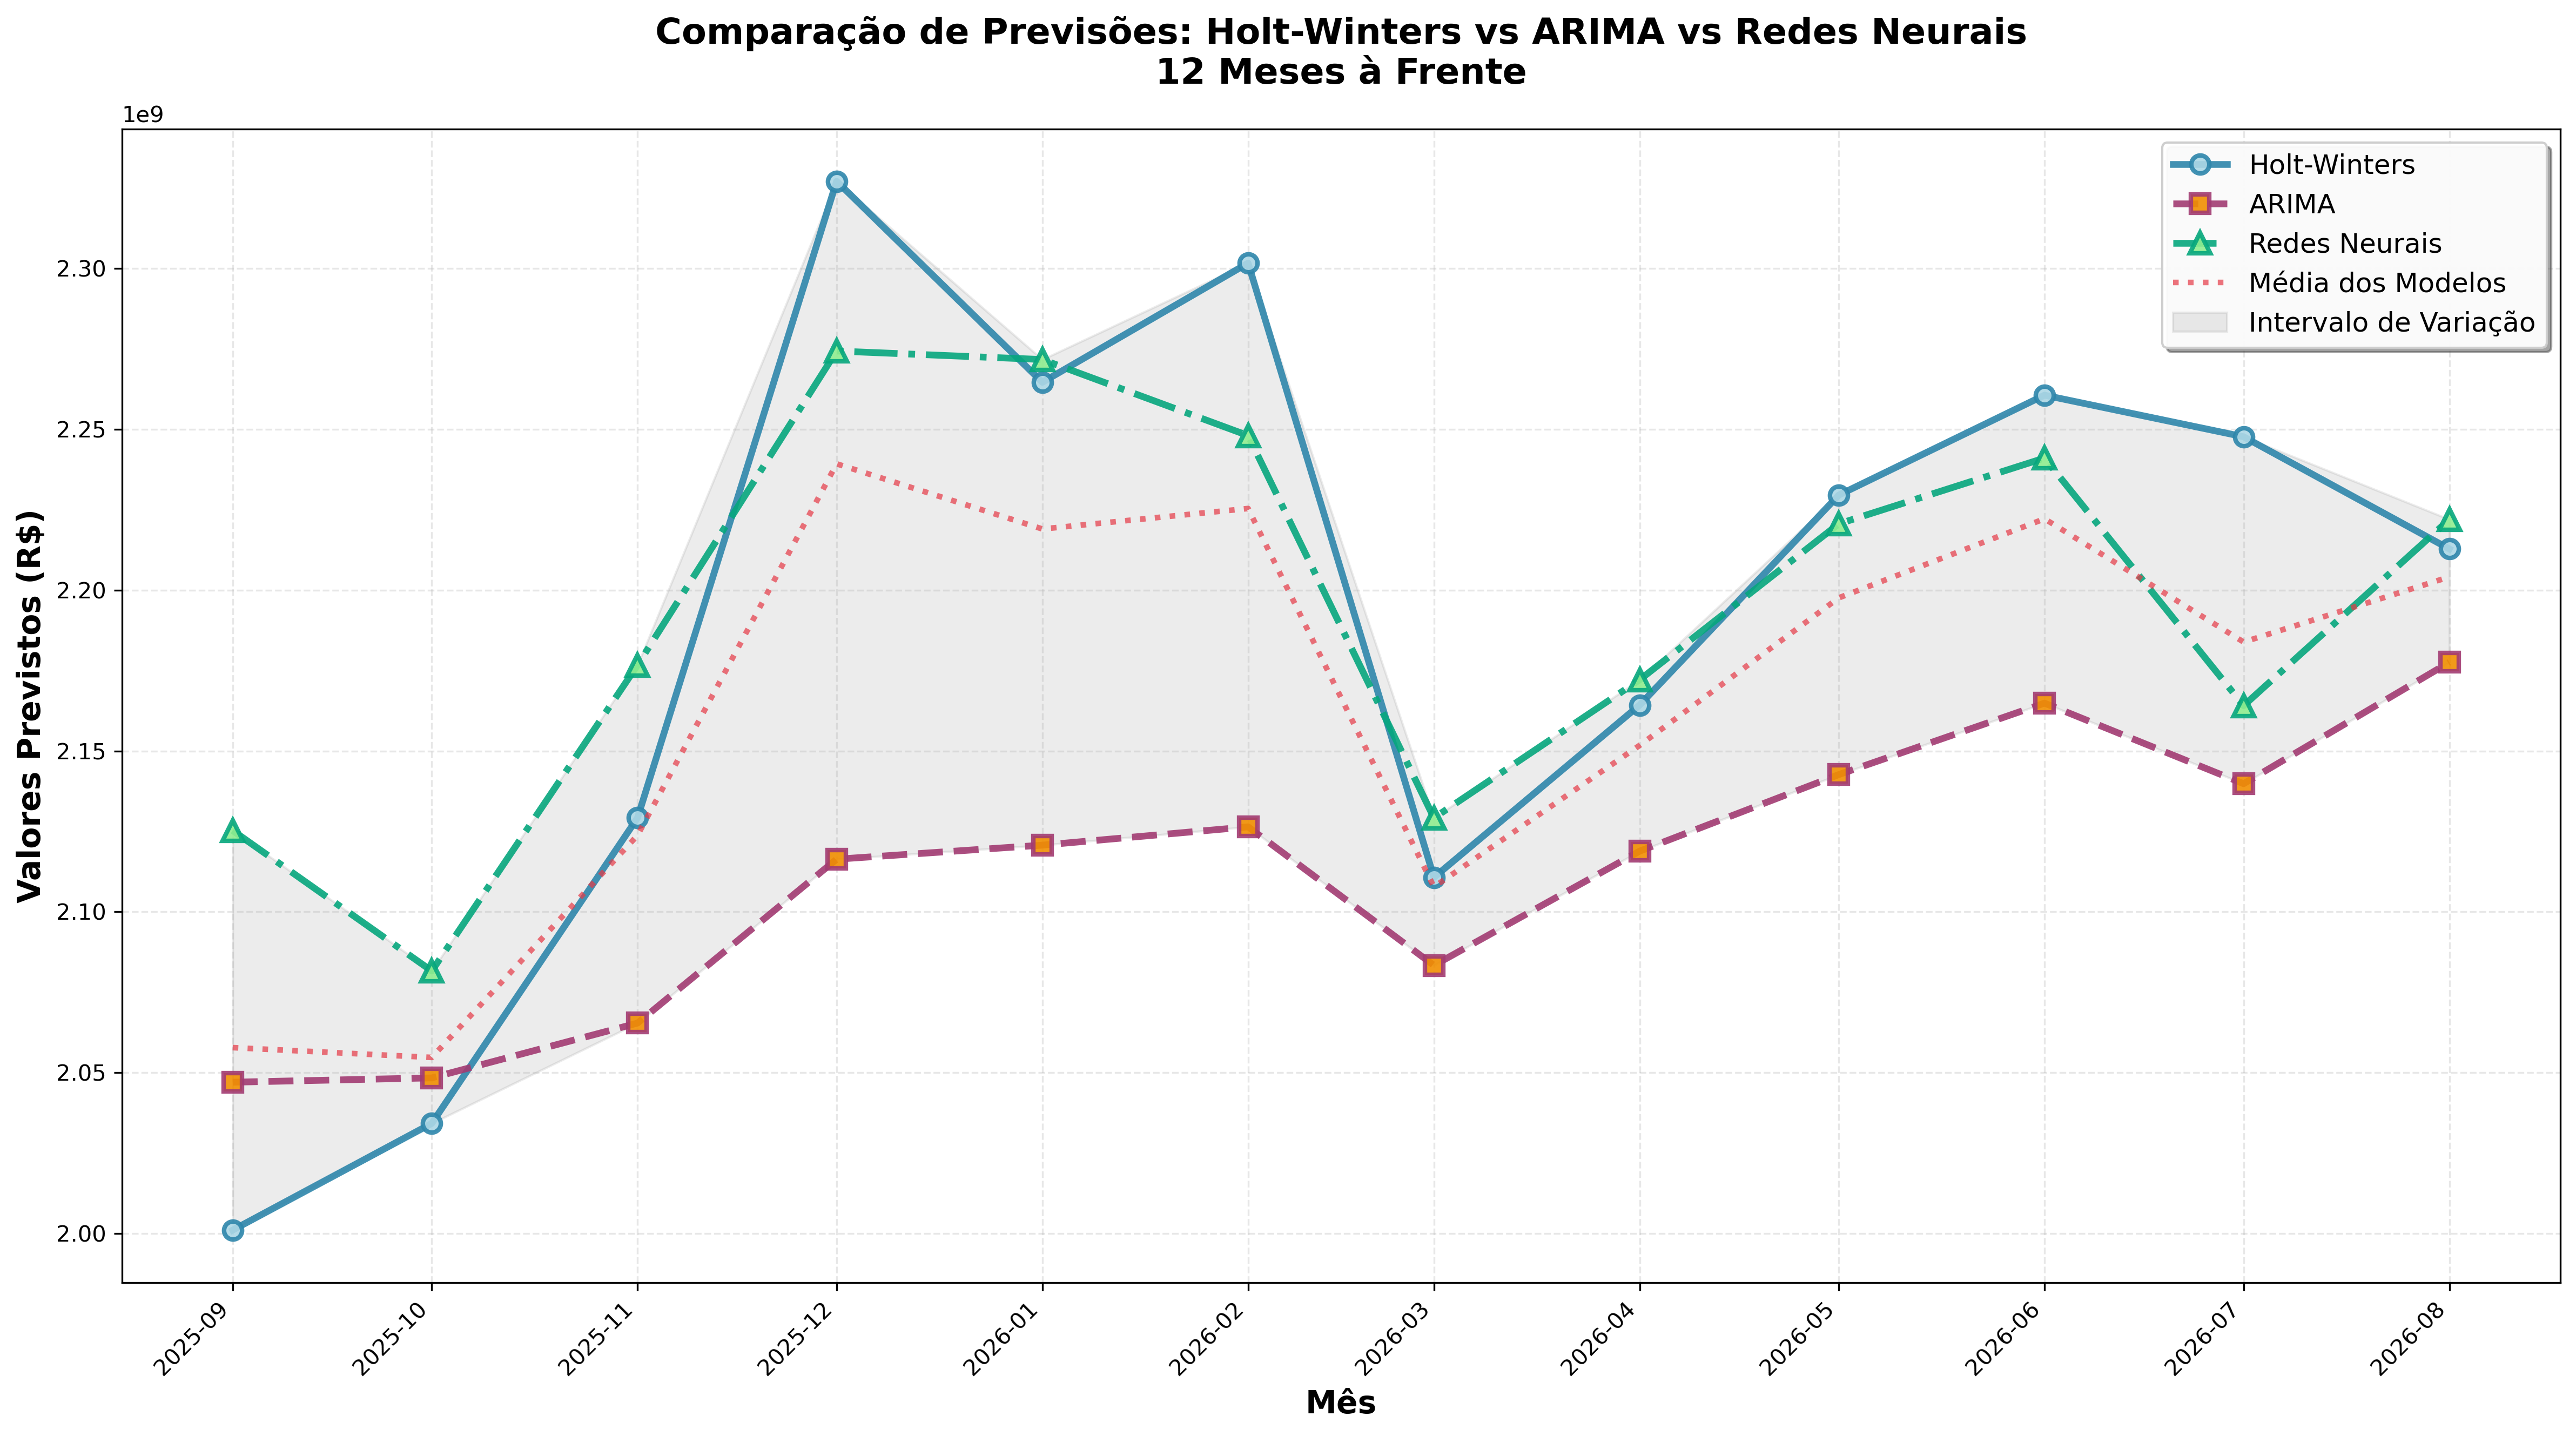 Comparação de Previsões: Holt-Winters vs ARIMA vs Redes Neurais
12 Meses à Frente
1e9
Holt-Winters
ARIMA
Redes Neurais
Média dos Modelos
Intervalo de Variação
Valores Previstos (R$)
2.30
2.25
2.20
2.15
2.10
2.05
2.00
2025-09
2025-10
2025-11
2025-12
2026-01
2026-02
2026-03
2026-04
2026-05
2026-06
2026-07
2026-08
Mês